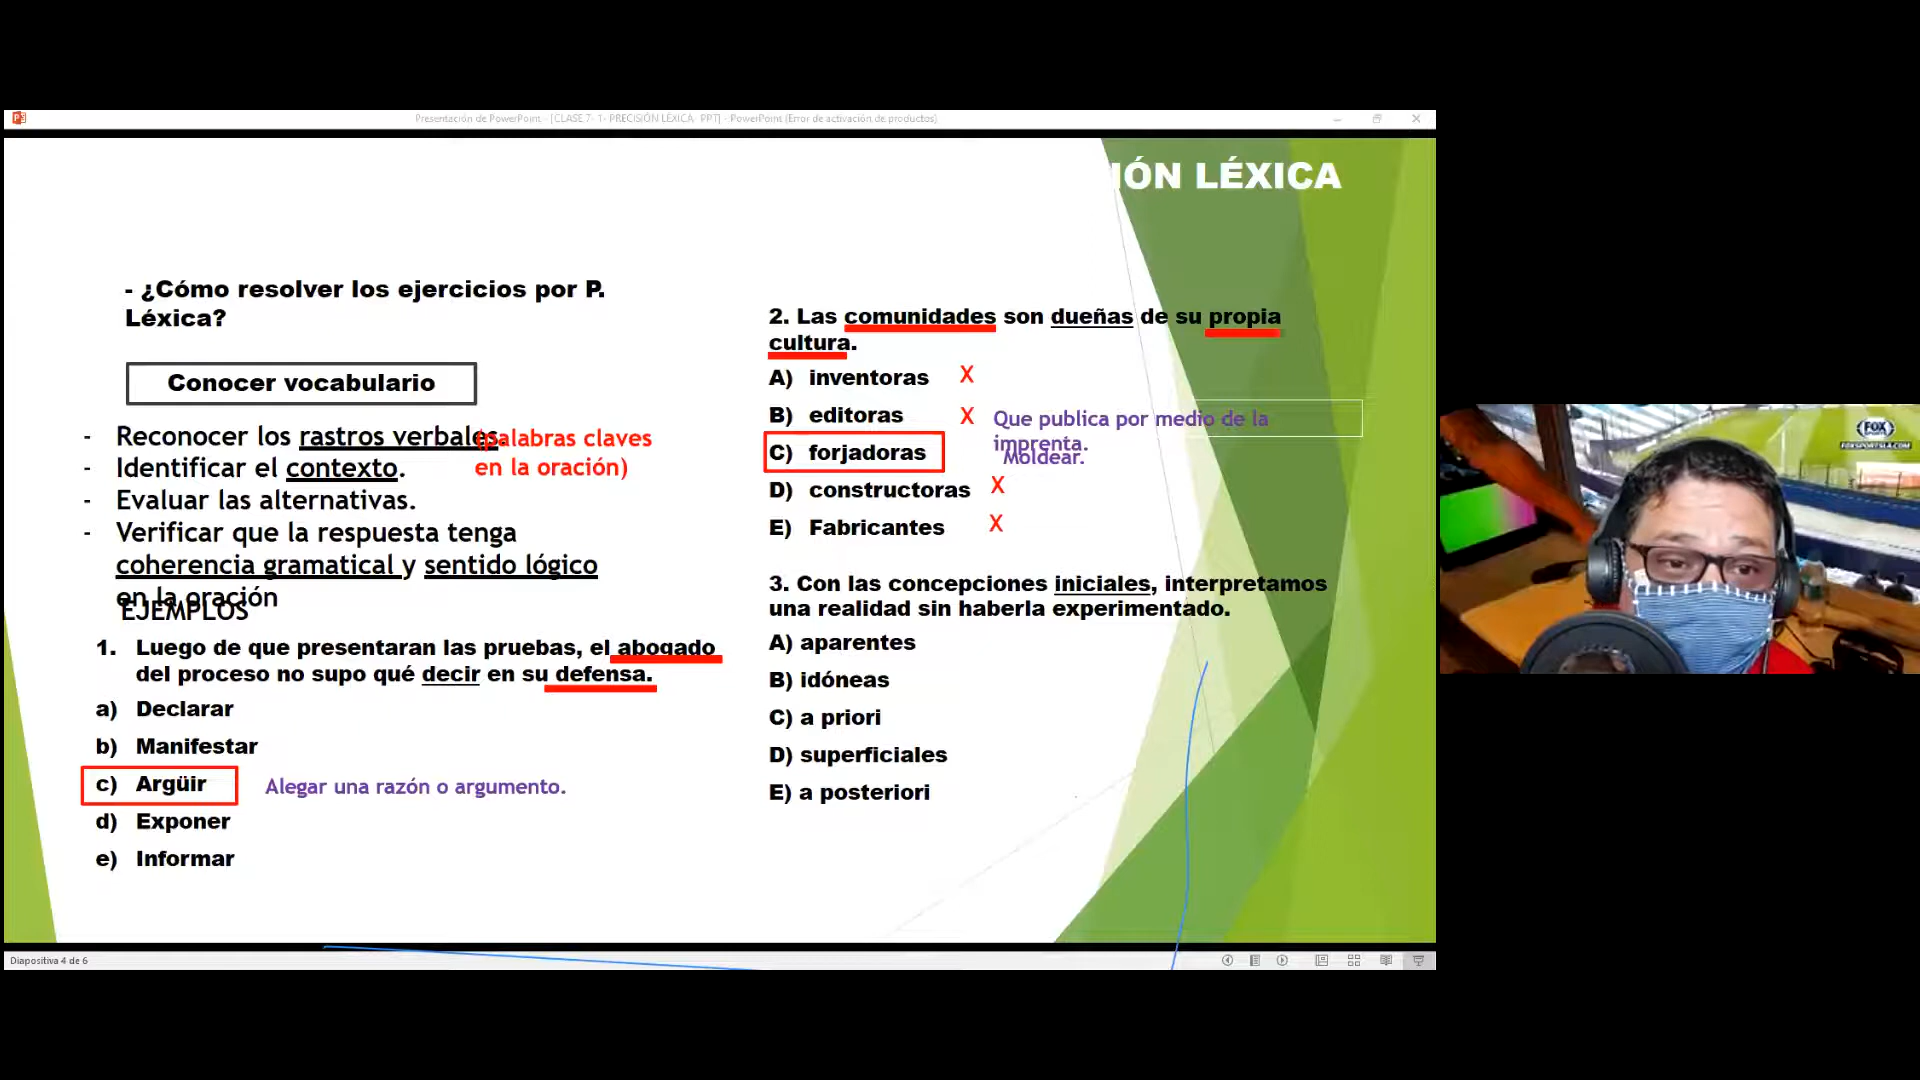 Presentación de PowerPoint - [CLASE 7- 1- PRECISIÓN LÉXICA- PPT] - PowerPoint (Error de activación de productos)
IÓN LÉXICA
- ¿Cómo resolver los ejercicios por P.
Léxica?
Conocer vocabulario
- Reconocer los rastros verbales.
(palabras claves
en la oración)
- Identificar el contexto.
- Evaluar las alternativas.
- Verificar que la respuesta tenga
coherencia gramatical y sentido lógico
en la oración
EJEMPLOS
1. Luego de que presentaran las pruebas, el abogado
del proceso no supo qué decir en su defensa.
a) Declarar
b) Manifestar
c) Argüir
Alegar una razón o argumento.
d) Exponer
e) Informar
2. Las comunidades son dueñas de su propia
cultura.
A) inventoras X
B) editoras X
Que publica por medio de la
imprenta.
C) forjadoras
Moldear.
D) constructoras X
E) Fabricantes X
3. Con las concepciones iniciales, interpretamos
una realidad sin haberla experimentado.
A) aparentes
B) idóneas
C) a priori
D) superficiales
E) a posteriori
Diapositiva 4 de 6
FOX
FOXSPORTSLA.COM